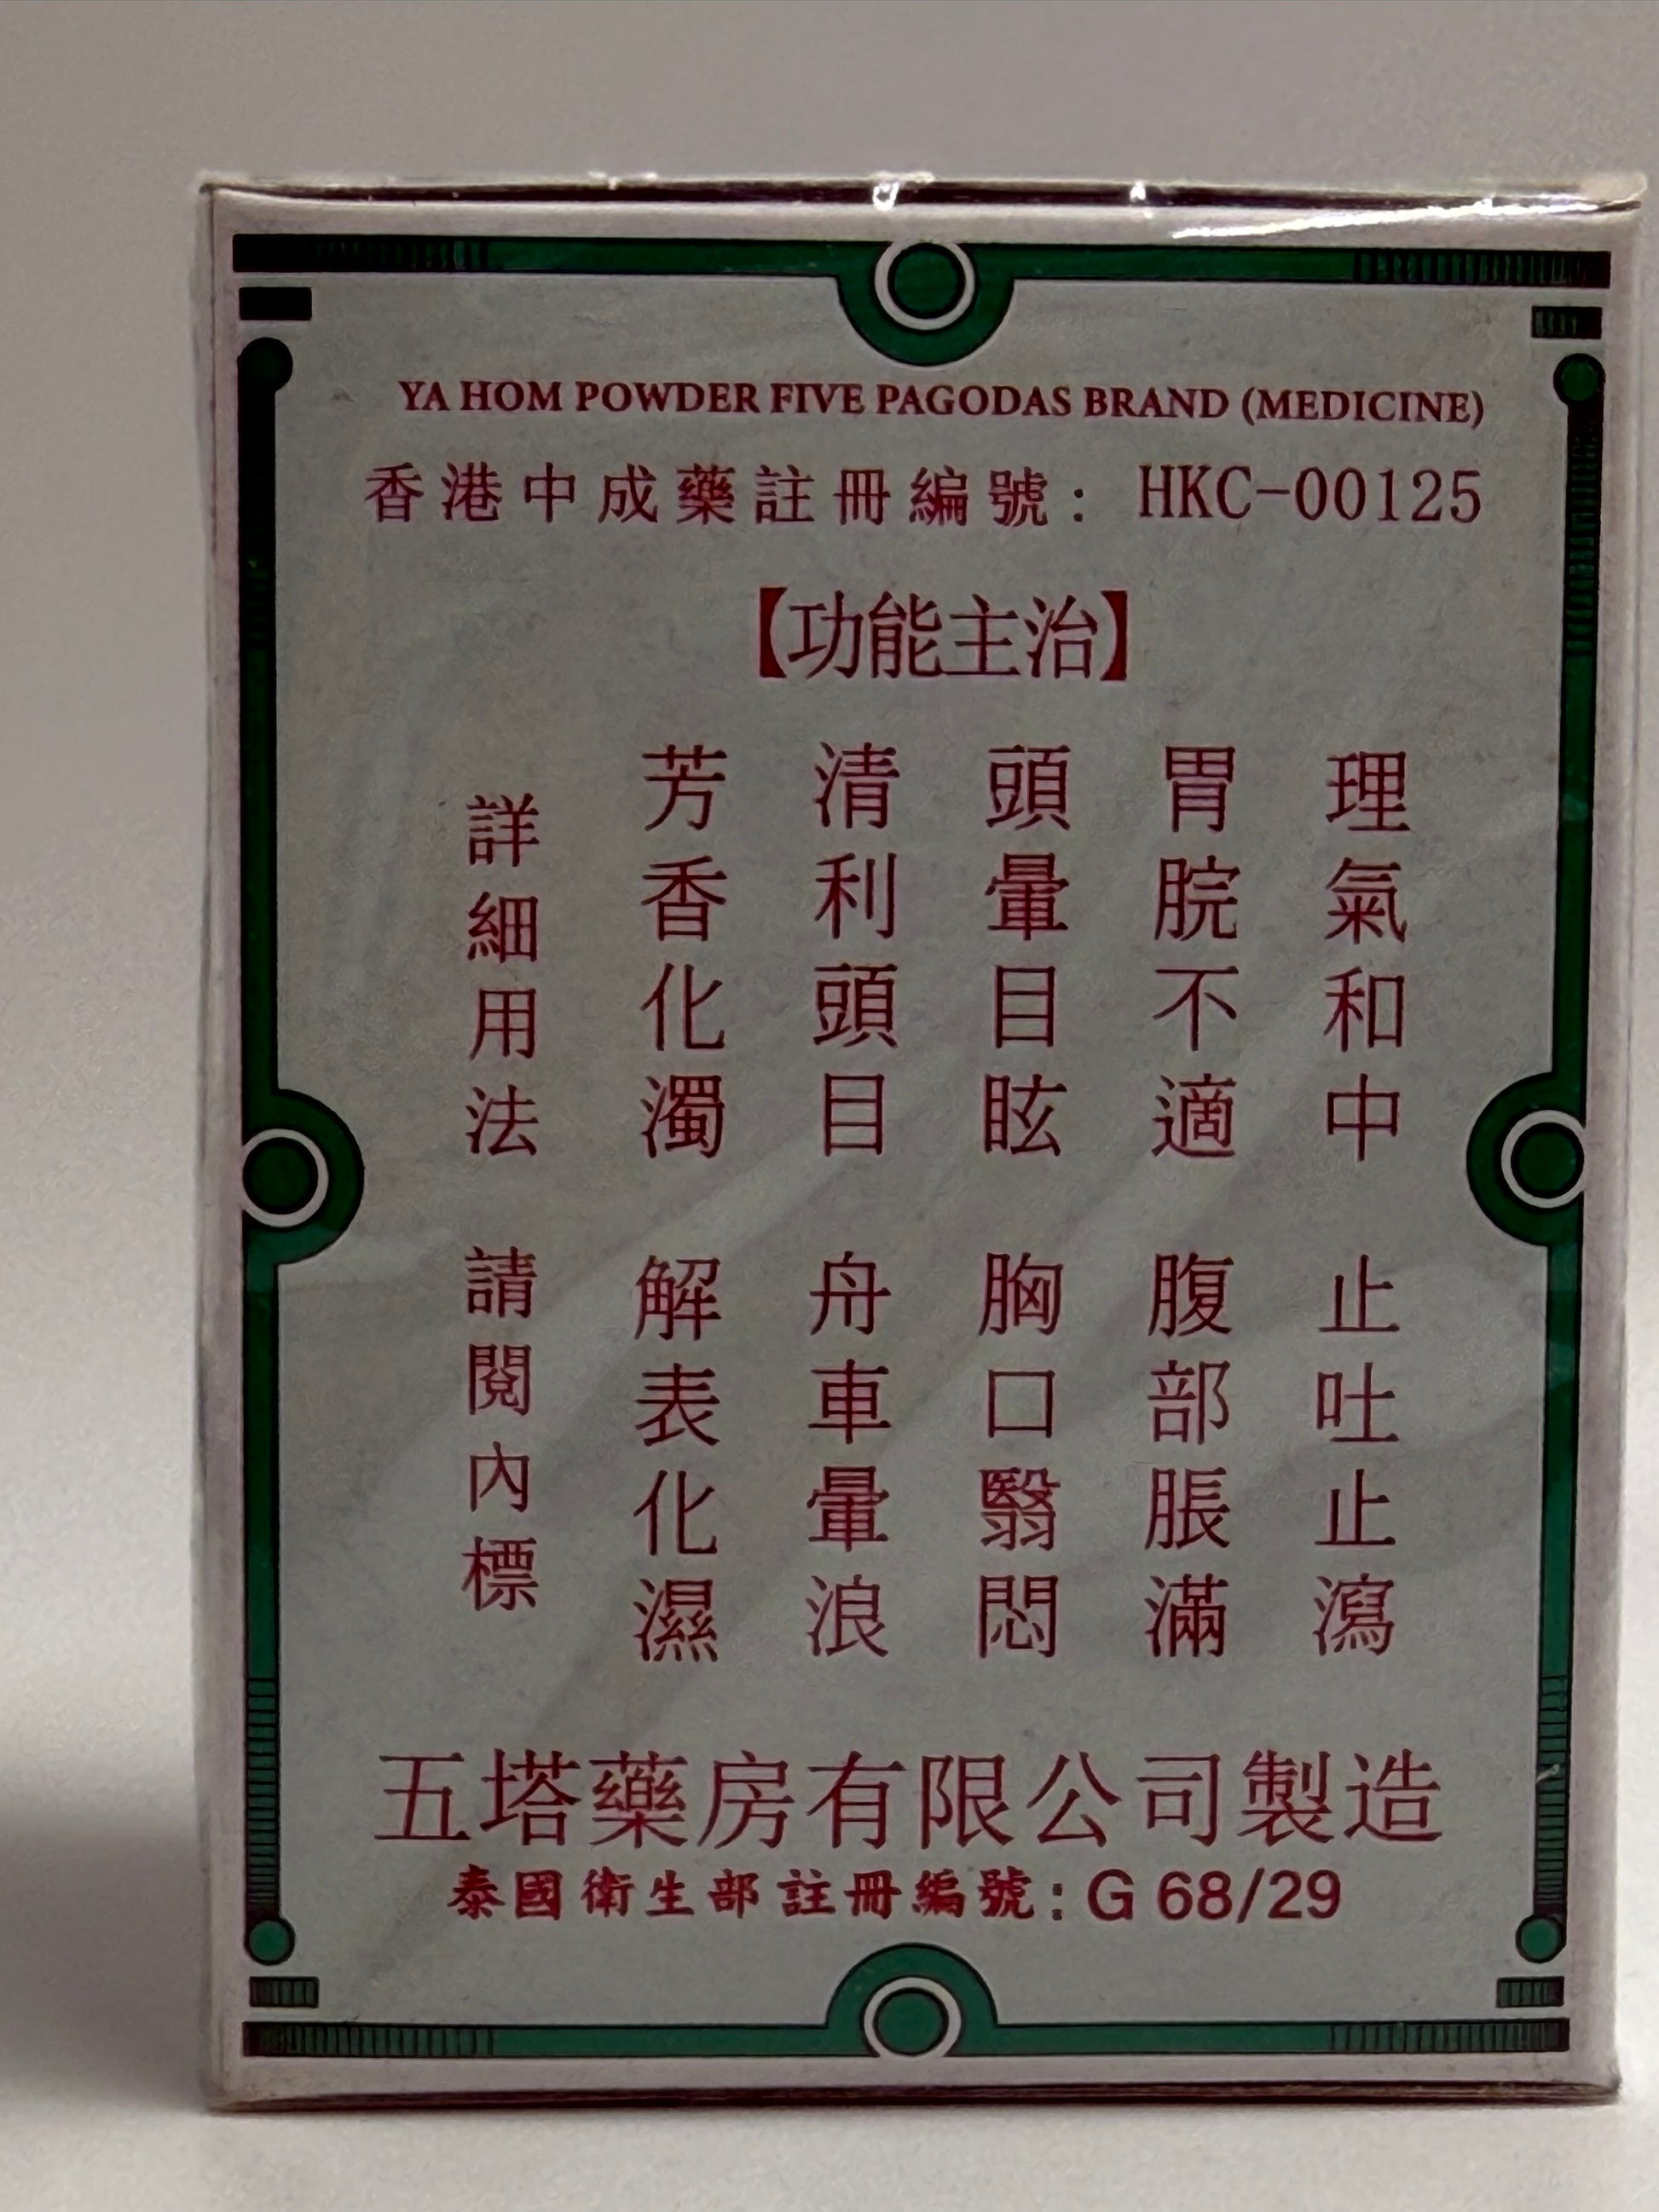 YA HOM POWDER FIVE PAGODAS BRAND (MEDICINE)
香港中成藥註冊編號：HKC-00125
【功能主治】
理氣和中 止吐止瀉
胃脘不適 腹部脹滿
頭暈目眩 胸口翳悶
清利頭目 舟車暈浪
芳香化濁 解表化濕
詳細用法 請閱內標
五塔藥房有限公司製造
泰國衛生部註冊編號：G 68/29